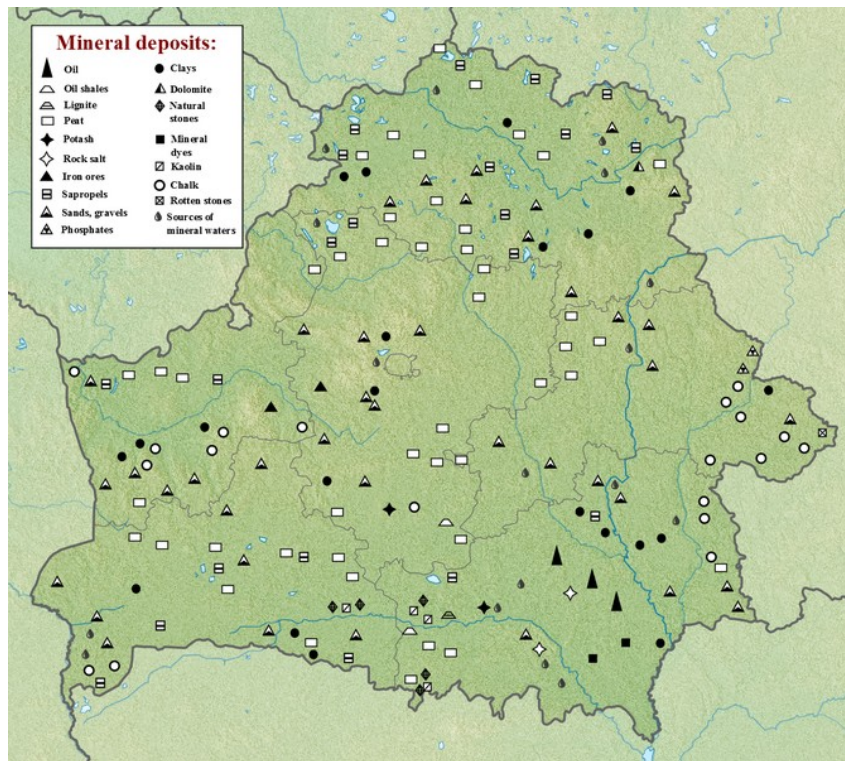 Mineral deposits:
Oil
Oil shales
Lignite
Peat
Potash
Rock salt
Iron ores
Sapropels
Sands, gravels
Phosphates
Clays
Dolomite
Natural
stones
Mineral
dyes
Kaolin
Chalk
Rotten stones
Sources of
mineral waters